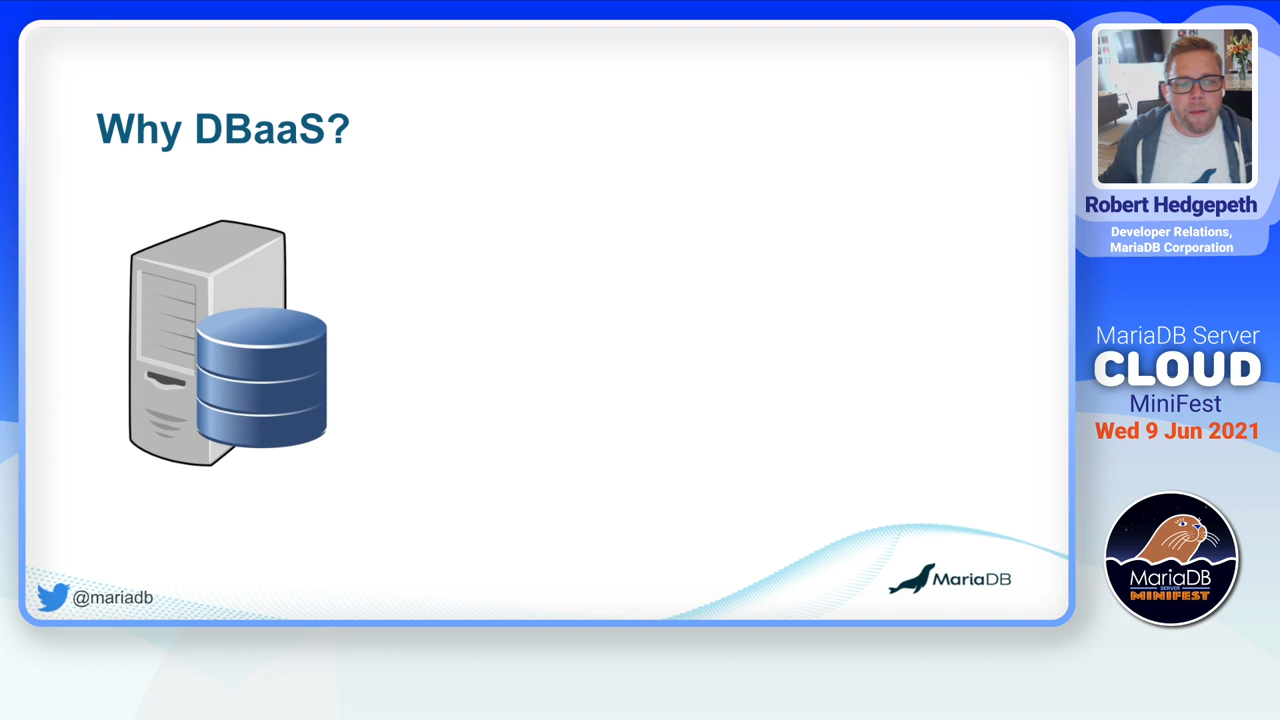 Why DBaaS?
@mariadb
MariaDB
Robert Hedgepeth
Developer Relations,
MariaDB Corporation
MariaDB Server
CLOUD
MiniFest
Wed 9 Jun 2021
MariaDB
SERVER
MINIFEST